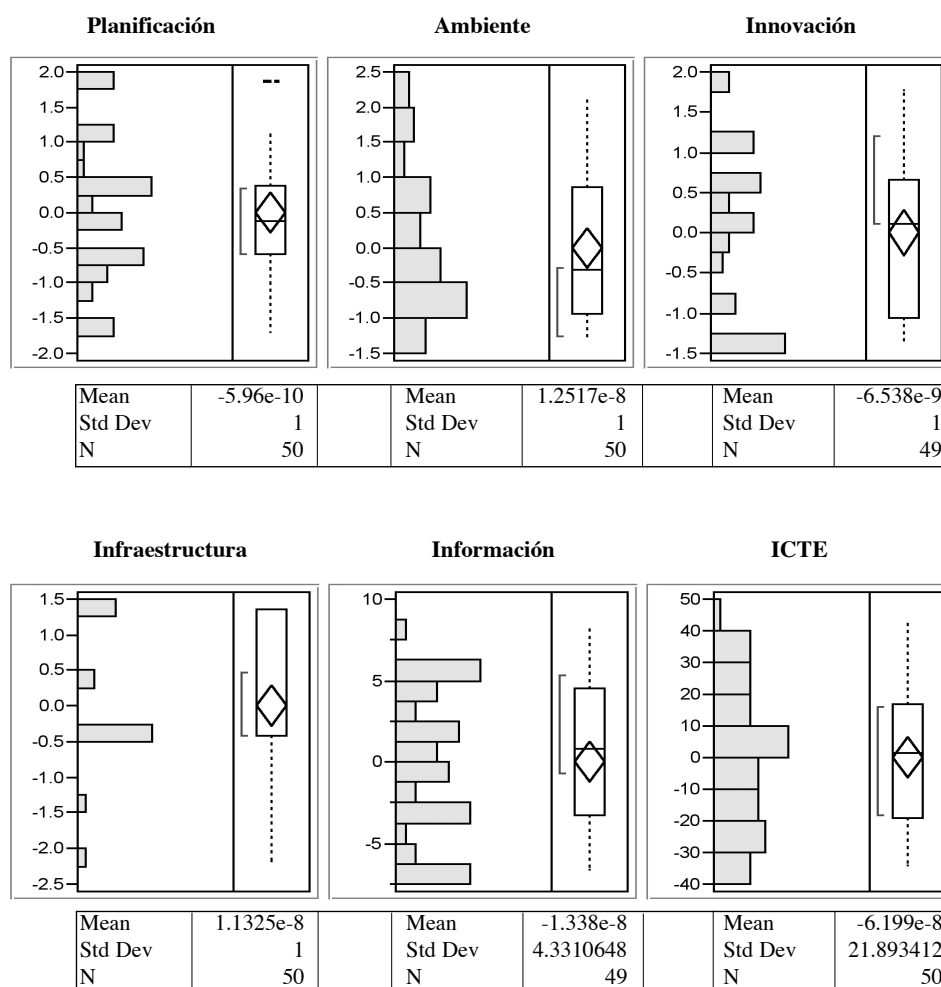 Planificación Ambiente Innovación
2.0 2.5 2.0
1.5 2.0 1.5
1.0 1.5 1.0
0.5 1.0 0.5
0.0 0.5 0.0
-0.5 0.0 -0.5
-1.0 -0.5 -1.0
-1.5 -1.0 -1.5
-2.0 -1.5
Mean -5.96e-10 Mean 1.2517e-8 Mean -6.538e-9
Std Dev 1 Std Dev 1 Std Dev 1
N 50 N 50 N 49
Infraestructura Información ICTE
1.5 10 50
1.0 5 40
0.5 0 30
0.0 -5 20
-0.5 10
-1.0 0
-1.5 -10
-2.0 -20
-2.5 -30
-40
Mean 1.1325e-8 Mean -1.338e-8 Mean -6.199e-8
Std Dev 1 Std Dev 4.3310648 Std Dev 21.893412
N 50 N 49 N 50